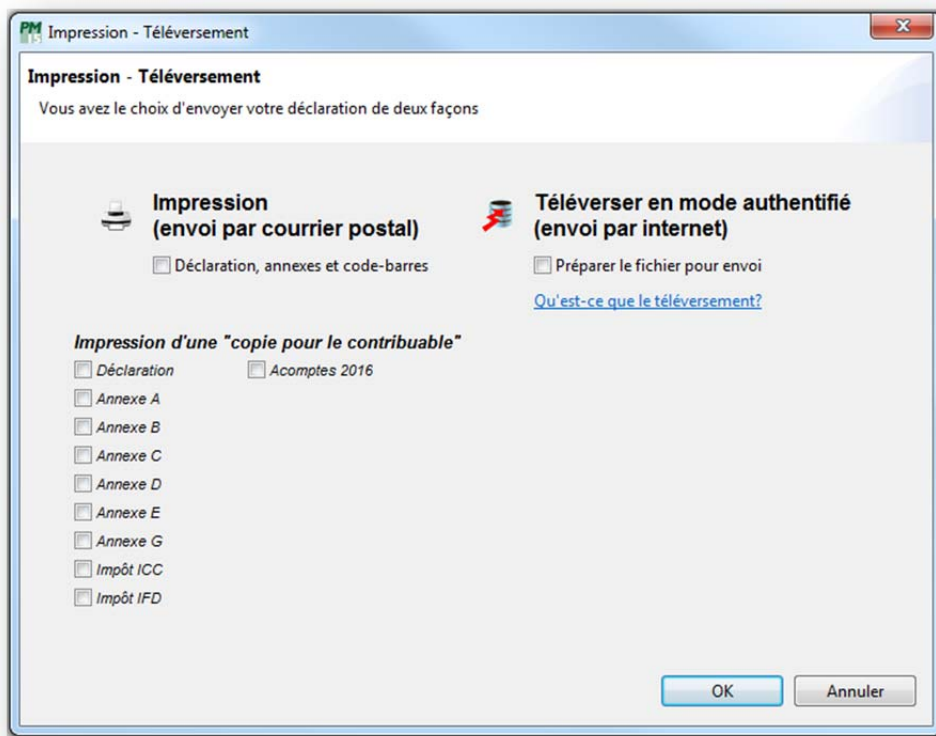 PM 15 Impression - Téléversement
Impression - Téléversement
Vous avez le choix d'envoyer votre déclaration de deux façons
Impression
(envoi par courrier postal)
Déclaration, annexes et code-barres
Téléverser en mode authentifié
(envoi par internet)
Préparer le fichier pour envoi
Qu'est-ce que le téléversement?
Impression d'une "copie pour le contribuable"
Déclaration
Acomptes 2016
Annexe A
Annexe B
Annexe C
Annexe D
Annexe E
Annexe G
Impôt ICC
Impôt IFD
OK
Annuler